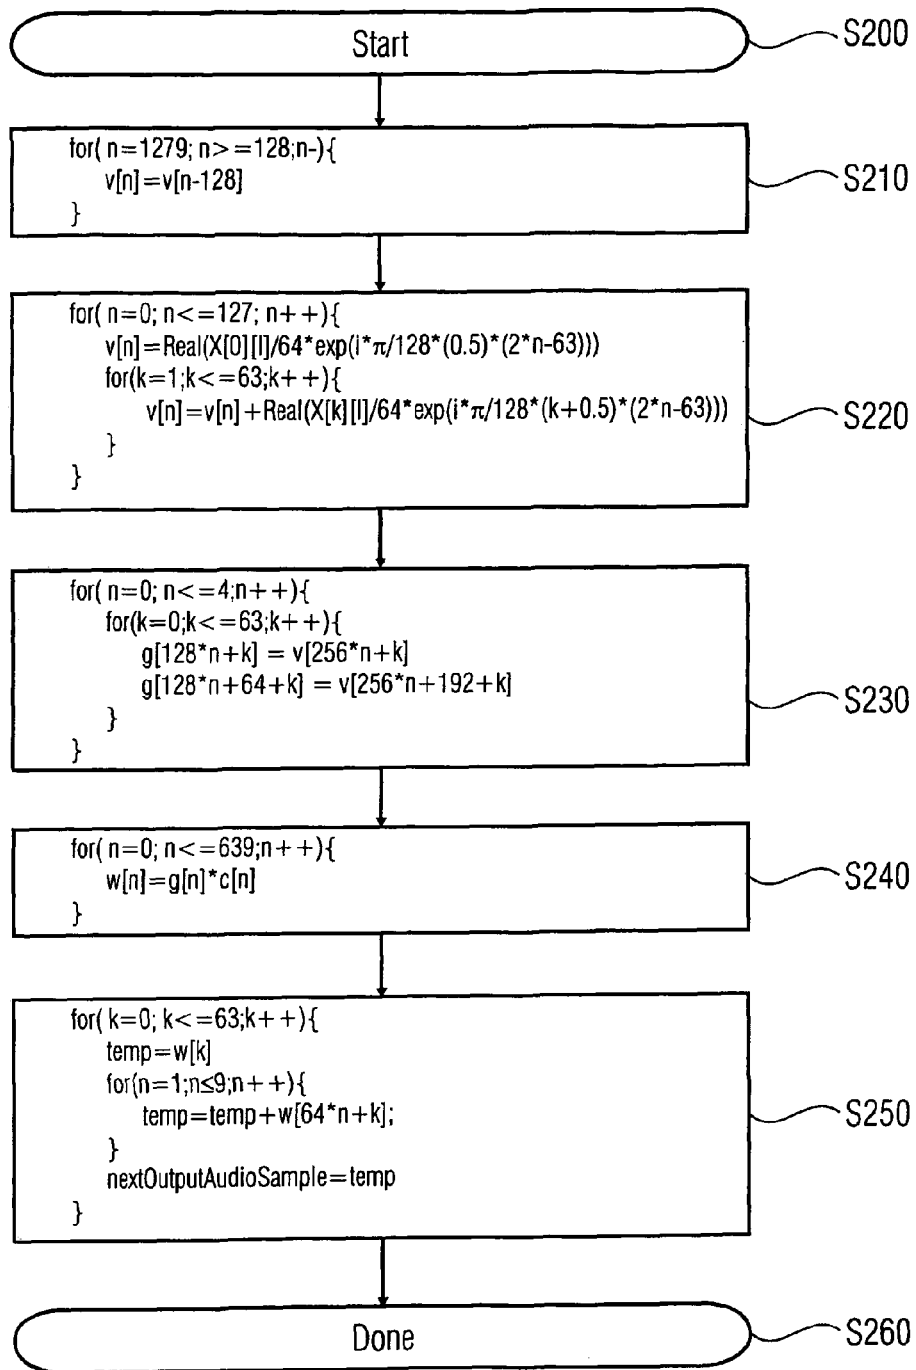 Start
S200
for( n=1279; n>=128;n-){
v[n]=v[n-128]
}
S210
for( n=0; n<=127; n++){
v[n]=Real(X[0][l]/64*exp(i*π/128*(0.5)*(2*n-63)))
for(k=1;k<=63;k++){
v[n]=v[n]+Real(X[k][l]/64*exp(i*π/128*(k+0.5)*(2*n-63)))
}
}
S220
for( n=0; n<=4;n++){
for(k=0;k<=63;k++){
g[128*n+k] = v[256*n+k]
g[128*n+64+k] = v[256*n+192+k]
}
}
S230
for( n=0; n<=639;n++){
w[n]=g[n]*c[n]
}
S240
for( k=0; k<=63;k++){
temp=w[k]
for(n=1;n≤9;n++){
temp=temp+w[64*n+k];
}
nextOutputAudioSample=temp
}
S250
Done
S260